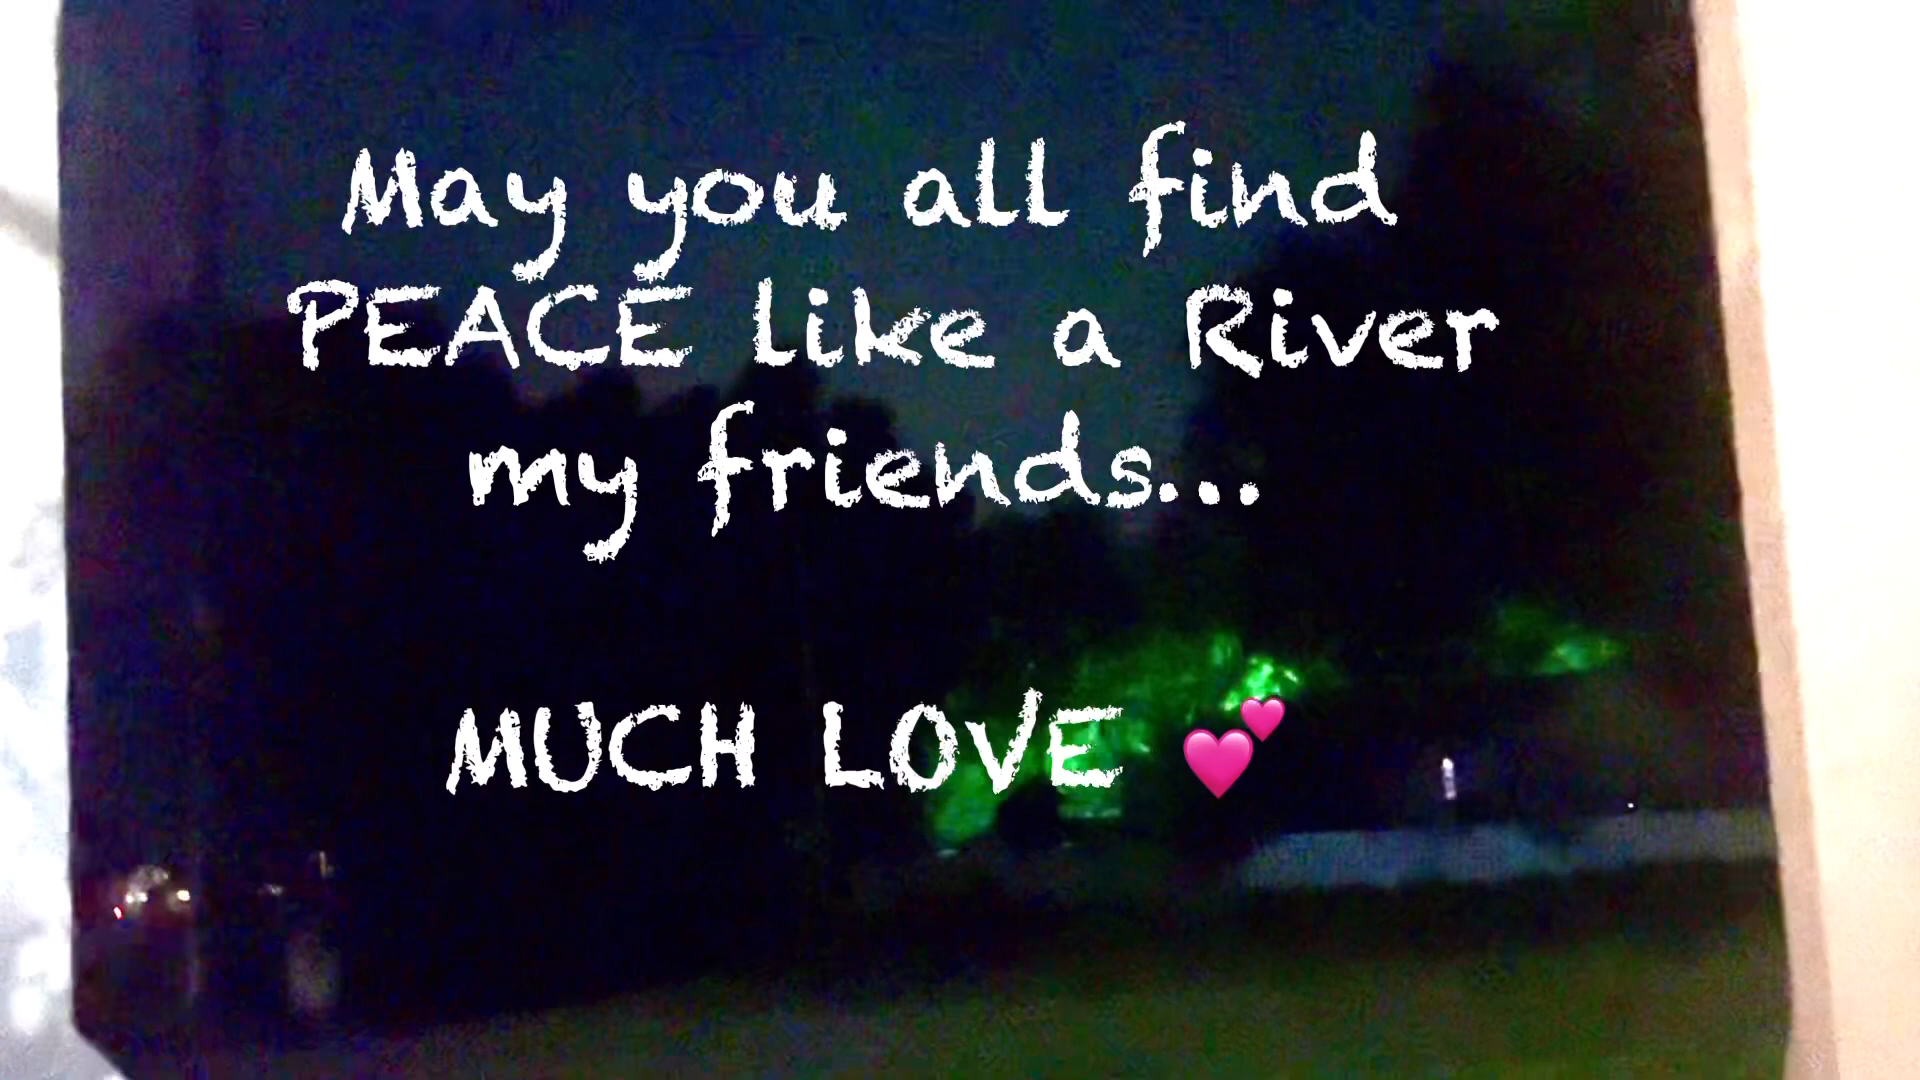 May you all find
PEACE like a River
my friends...
MUCH LOVE 💕